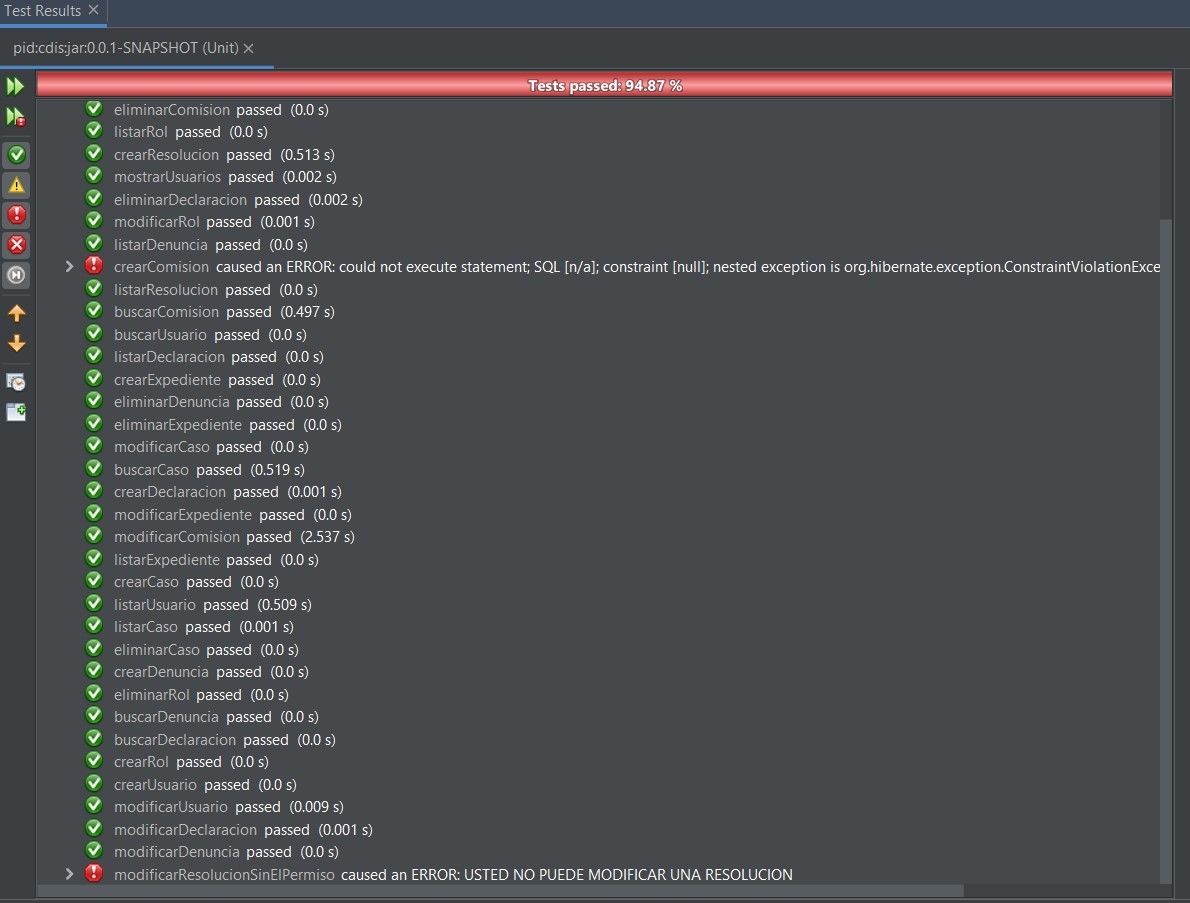 Test Results
pid:cdis:jar:0.0.1-SNAPSHOT (Unit)
Tests passed: 94.87 %
eliminarComision passed (0.0 s)
listarRol passed (0.0 s)
crearResolucion passed (0.513 s)
mostrarUsuarios passed (0.002 s)
eliminarDeclaracion passed (0.002 s)
modificarRol passed (0.001 s)
listarDenuncia passed (0.0 s)
crearComision caused an ERROR: could not execute statement; SQL [n/a]; constraint [null]; nested exception is org.hibernate.exception.ConstraintViolationExce
listarResolucion passed (0.0 s)
buscarComision passed (0.497 s)
buscarUsuario passed (0.0 s)
listarDeclaracion passed (0.0 s)
crearExpediente passed (0.0 s)
eliminarDenuncia passed (0.0 s)
eliminarExpediente passed (0.0 s)
modificarCaso passed (0.0 s)
buscarCaso passed (0.519 s)
crearDeclaracion passed (0.001 s)
modificarExpediente passed (0.0 s)
modificarComision passed (2.537 s)
listarExpediente passed (0.0 s)
crearCaso passed (0.0 s)
listarUsuario passed (0.509 s)
listarCaso passed (0.001 s)
eliminarCaso passed (0.0 s)
crearDenuncia passed (0.0 s)
eliminarRol passed (0.0 s)
buscarDenuncia passed (0.0 s)
buscarDeclaracion passed (0.0 s)
crearRol passed (0.0 s)
crearUsuario passed (0.0 s)
modificarUsuario passed (0.009 s)
modificarDeclaracion passed (0.001 s)
modificarDenuncia passed (0.0 s)
modificarResolucionSinElPermiso caused an ERROR: USTED NO PUEDE MODIFICAR UNA RESOLUCION